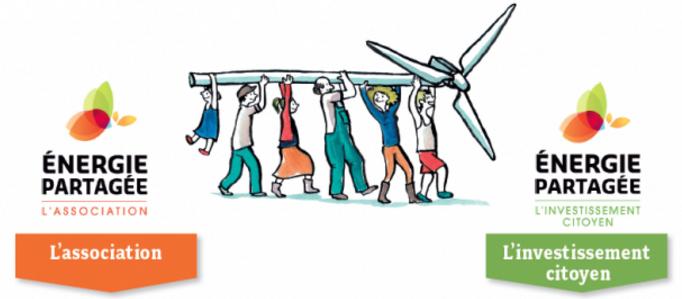 ÉNERGIE
PARTAGÉE
L'ASSOCIATION
L'association
ÉNERGIE
PARTAGÉE
L'INVESTISSEMENT
CITOYEN
L'investissement
citoyen